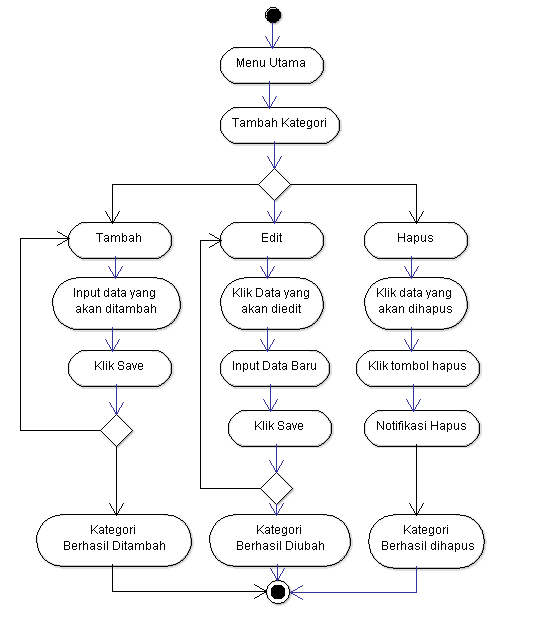 Menu Utama
Tambah Kategori
Tambah
Edit
Hapus
Input data yang
akan ditambah
Klik Data yang
akan diedit
Klik data yang
akan dihapus
Klik Save
Input Data Baru
Klik tombol hapus
Klik Save
Notifikasi Hapus
Kategori
Berhasil Ditambah
Kategori
Berhasil Diubah
Kategori
Berhasil dihapus